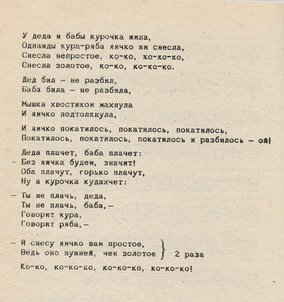 У деда и бабы курочка жила,
Однажды кура-ряба яичко им снесла,
Снесла непростое, ко-ко, ко-ко-ко,
Снесла золотое, ко-ко, ко-ко-ко.
Дед бил – не разбил,
Баба била – не разбила,
Мышка хвостиком махнула
И яичко подтолкнула,
И яичко покатилось, покатилось, покатилось,
Покатилось, покатилось, покатилось и разбилось – ой!
Деда плачет, баба плачет:
– Без яичка будем, значит!
Оба плачут, горько плачут,
Ну а курочка кудахчет:
– Ты не плачь, деда,
Ты не плачь, баба,–
Говорит кура,
Говорит ряба,–
– Я снесу яичко вам простое,
Ведь оно нужней, чем золотое } 2 раза
Ко-ко, ко-ко-ко, ко-ко-ко, ко-ко-ко!